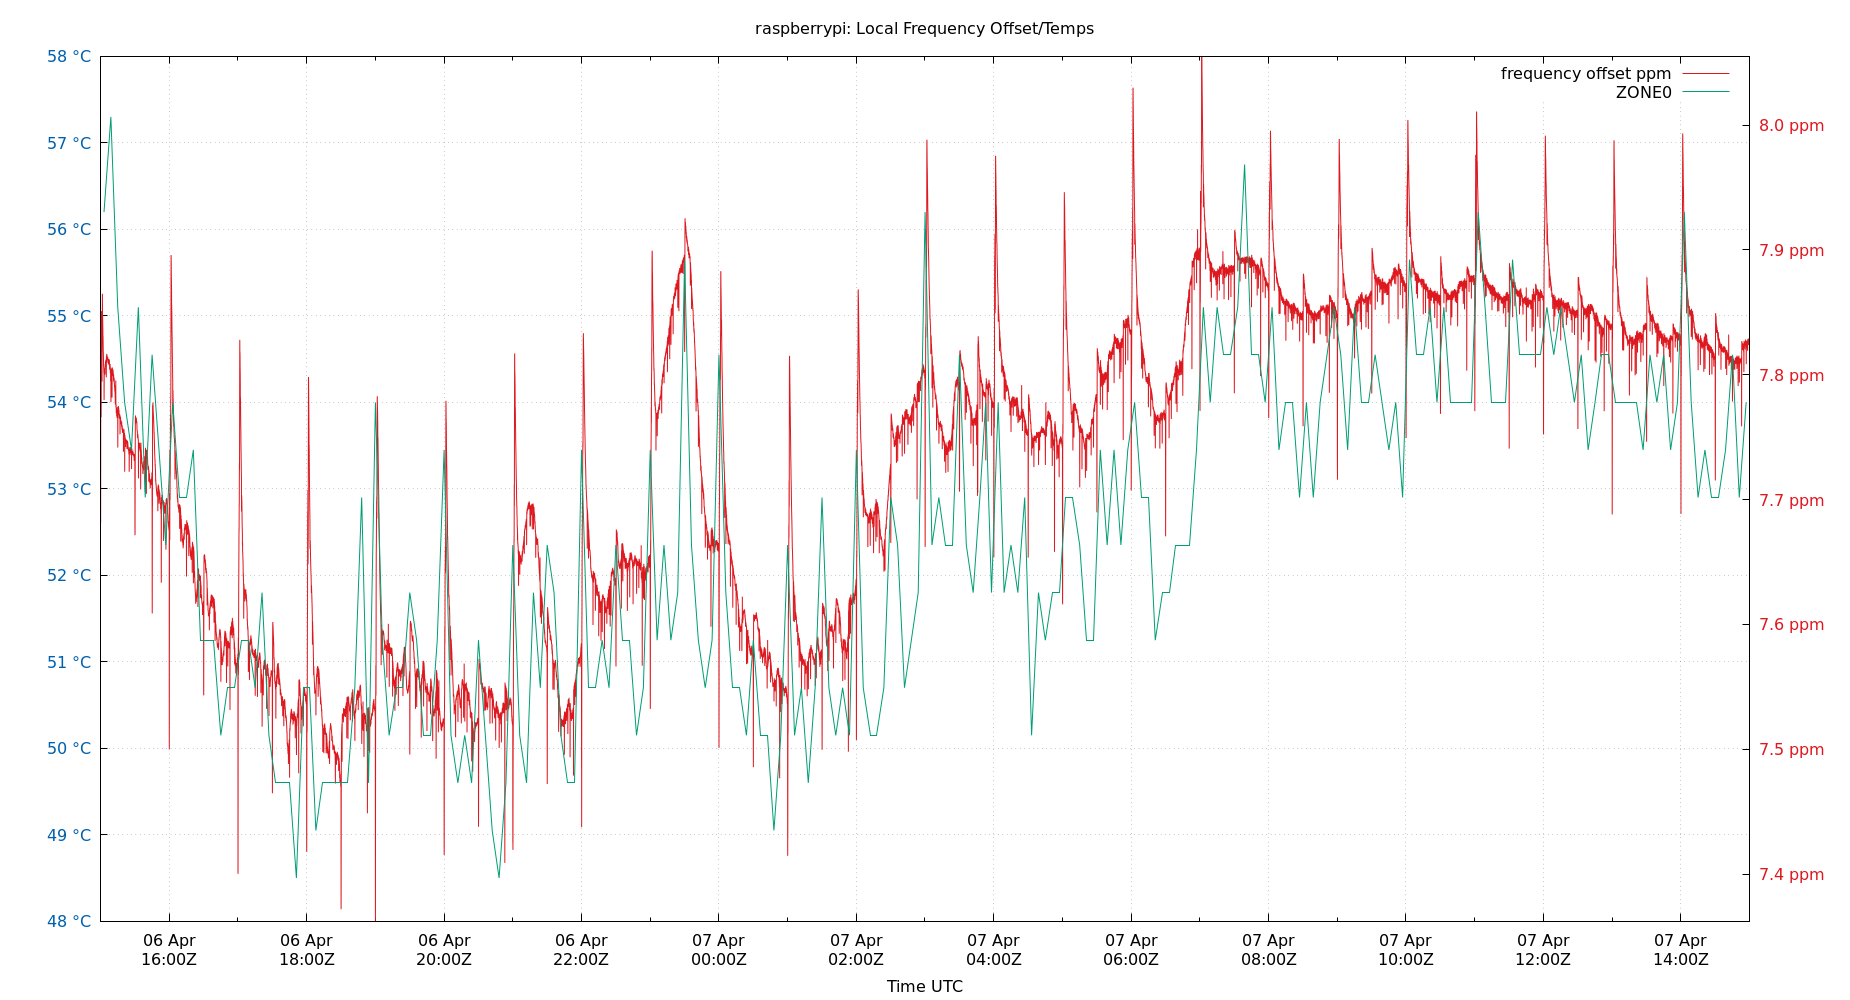 raspberrypi: Local Frequency Offset/Temps
frequency offset ppm
ZONE0
58 °C
57 °C
56 °C
55 °C
54 °C
53 °C
52 °C
51 °C
50 °C
49 °C
48 °C
8.0 ppm
7.9 ppm
7.8 ppm
7.7 ppm
7.6 ppm
7.5 ppm
7.4 ppm
06 Apr
16:00Z
06 Apr
18:00Z
06 Apr
20:00Z
06 Apr
22:00Z
07 Apr
00:00Z
07 Apr
02:00Z
07 Apr
04:00Z
07 Apr
06:00Z
07 Apr
08:00Z
07 Apr
10:00Z
07 Apr
12:00Z
07 Apr
14:00Z
Time UTC